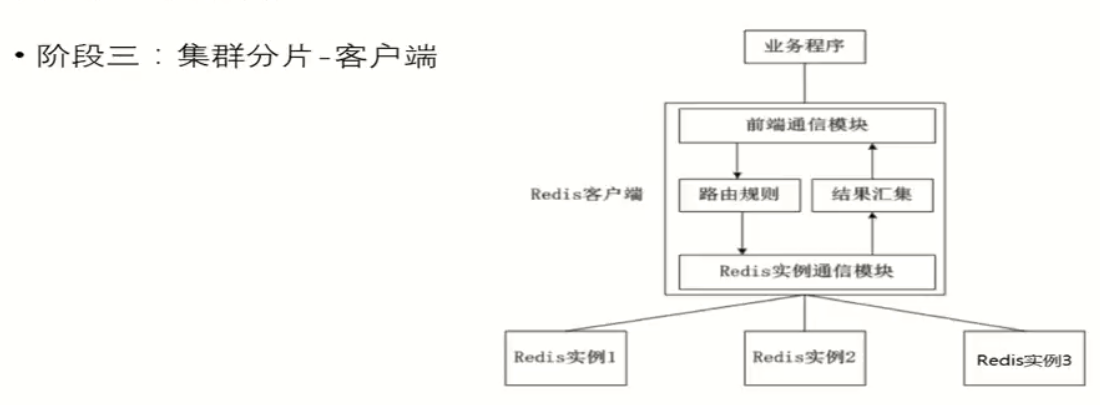 • 阶段三：集群分片-客户端
业务程序
前端通信模块
Redis客户端
路由规则
结果汇集
Redis实例通信模块
Redis实例1
Redis实例2
Redis实例3